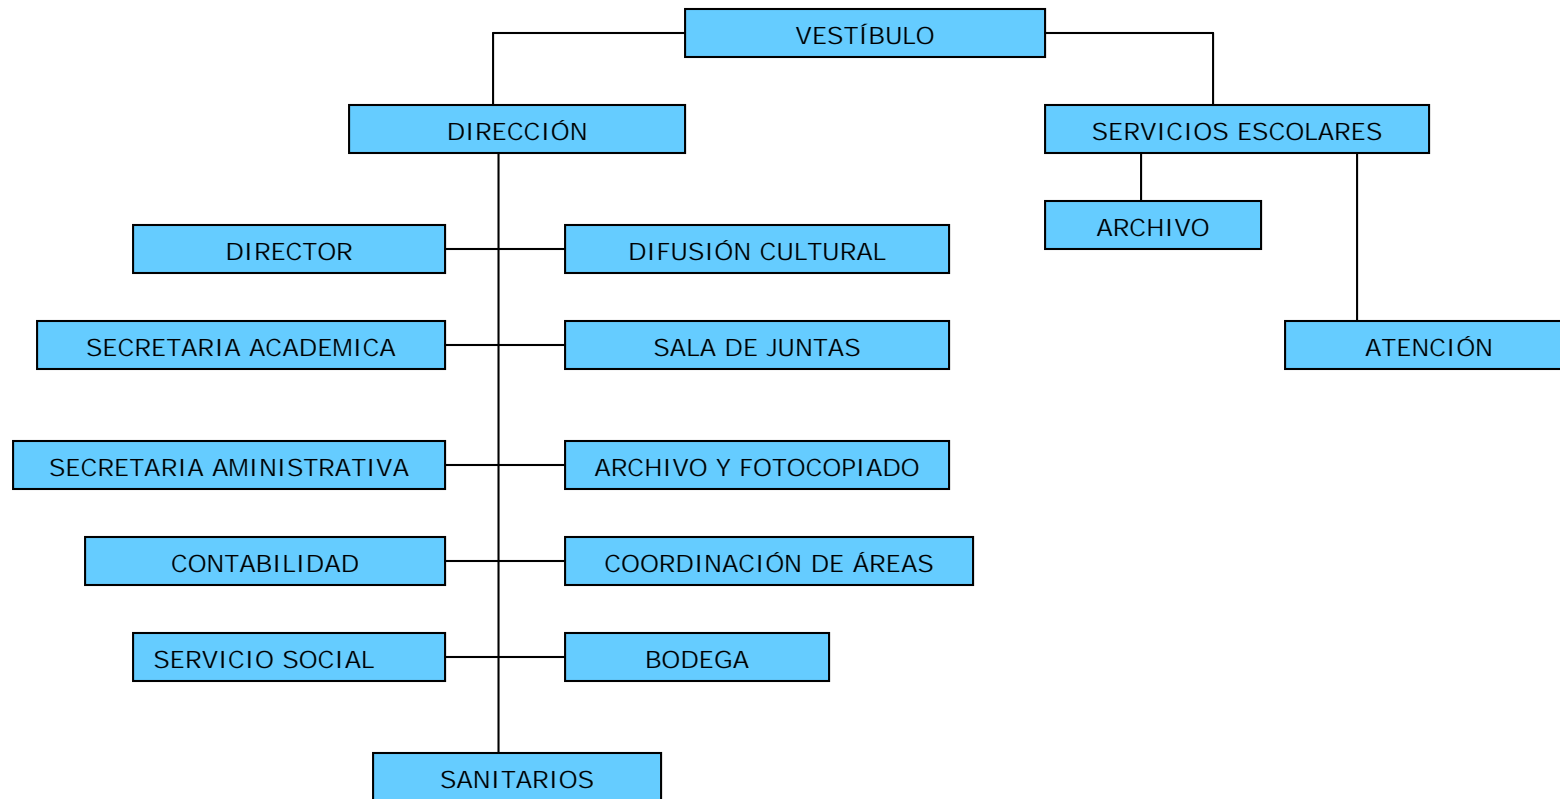 VESTÍBULO
DIRECCIÓN
SERVICIOS ESCOLARES
ARCHIVO
DIRECTOR
DIFUSIÓN CULTURAL
SECRETARIA ACADEMICA
SALA DE JUNTAS
ATENCIÓN
SECRETARIA AMINISTRATIVA
ARCHIVO Y FOTOCOPIADO
CONTABILIDAD
COORDINACIÓN DE ÁREAS
SERVICIO SOCIAL
BODEGA
SANITARIOS